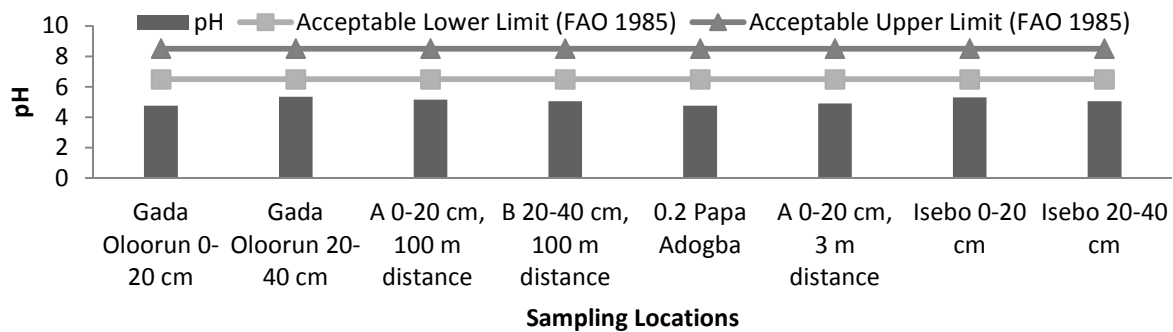 pH
Acceptable Lower Limit (FAO 1985)
Acceptable Upper Limit (FAO 1985)
10
8
6
4
2
0
pH
Gada
Oloorun 0-
20 cm
Gada
Oloorun 20-
40 cm
A 0-20 cm,
100 m
distance
B 20-40 cm,
100 m
distance
0.2 Papa
Adogba
A 0-20 cm,
3 m
distance
Isebo 0-20
cm
Isebo 20-40
cm
Sampling Locations